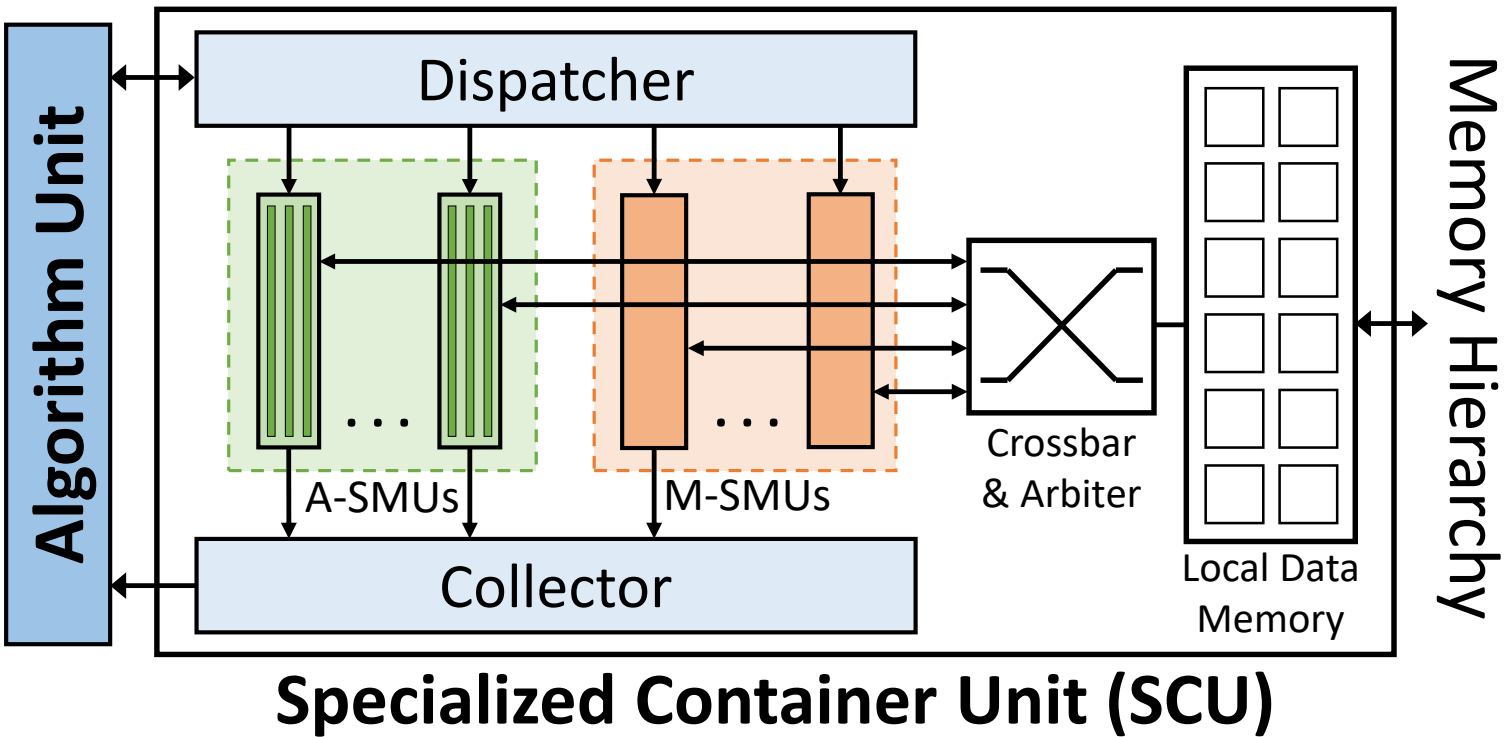 Algorithm Unit
Dispatcher
. . .
. . .
A-SMUs
M-SMUs
Crossbar
& Arbiter
Collector
Local Data
Memory
Memory Hierarchy
Specialized Container Unit (SCU)